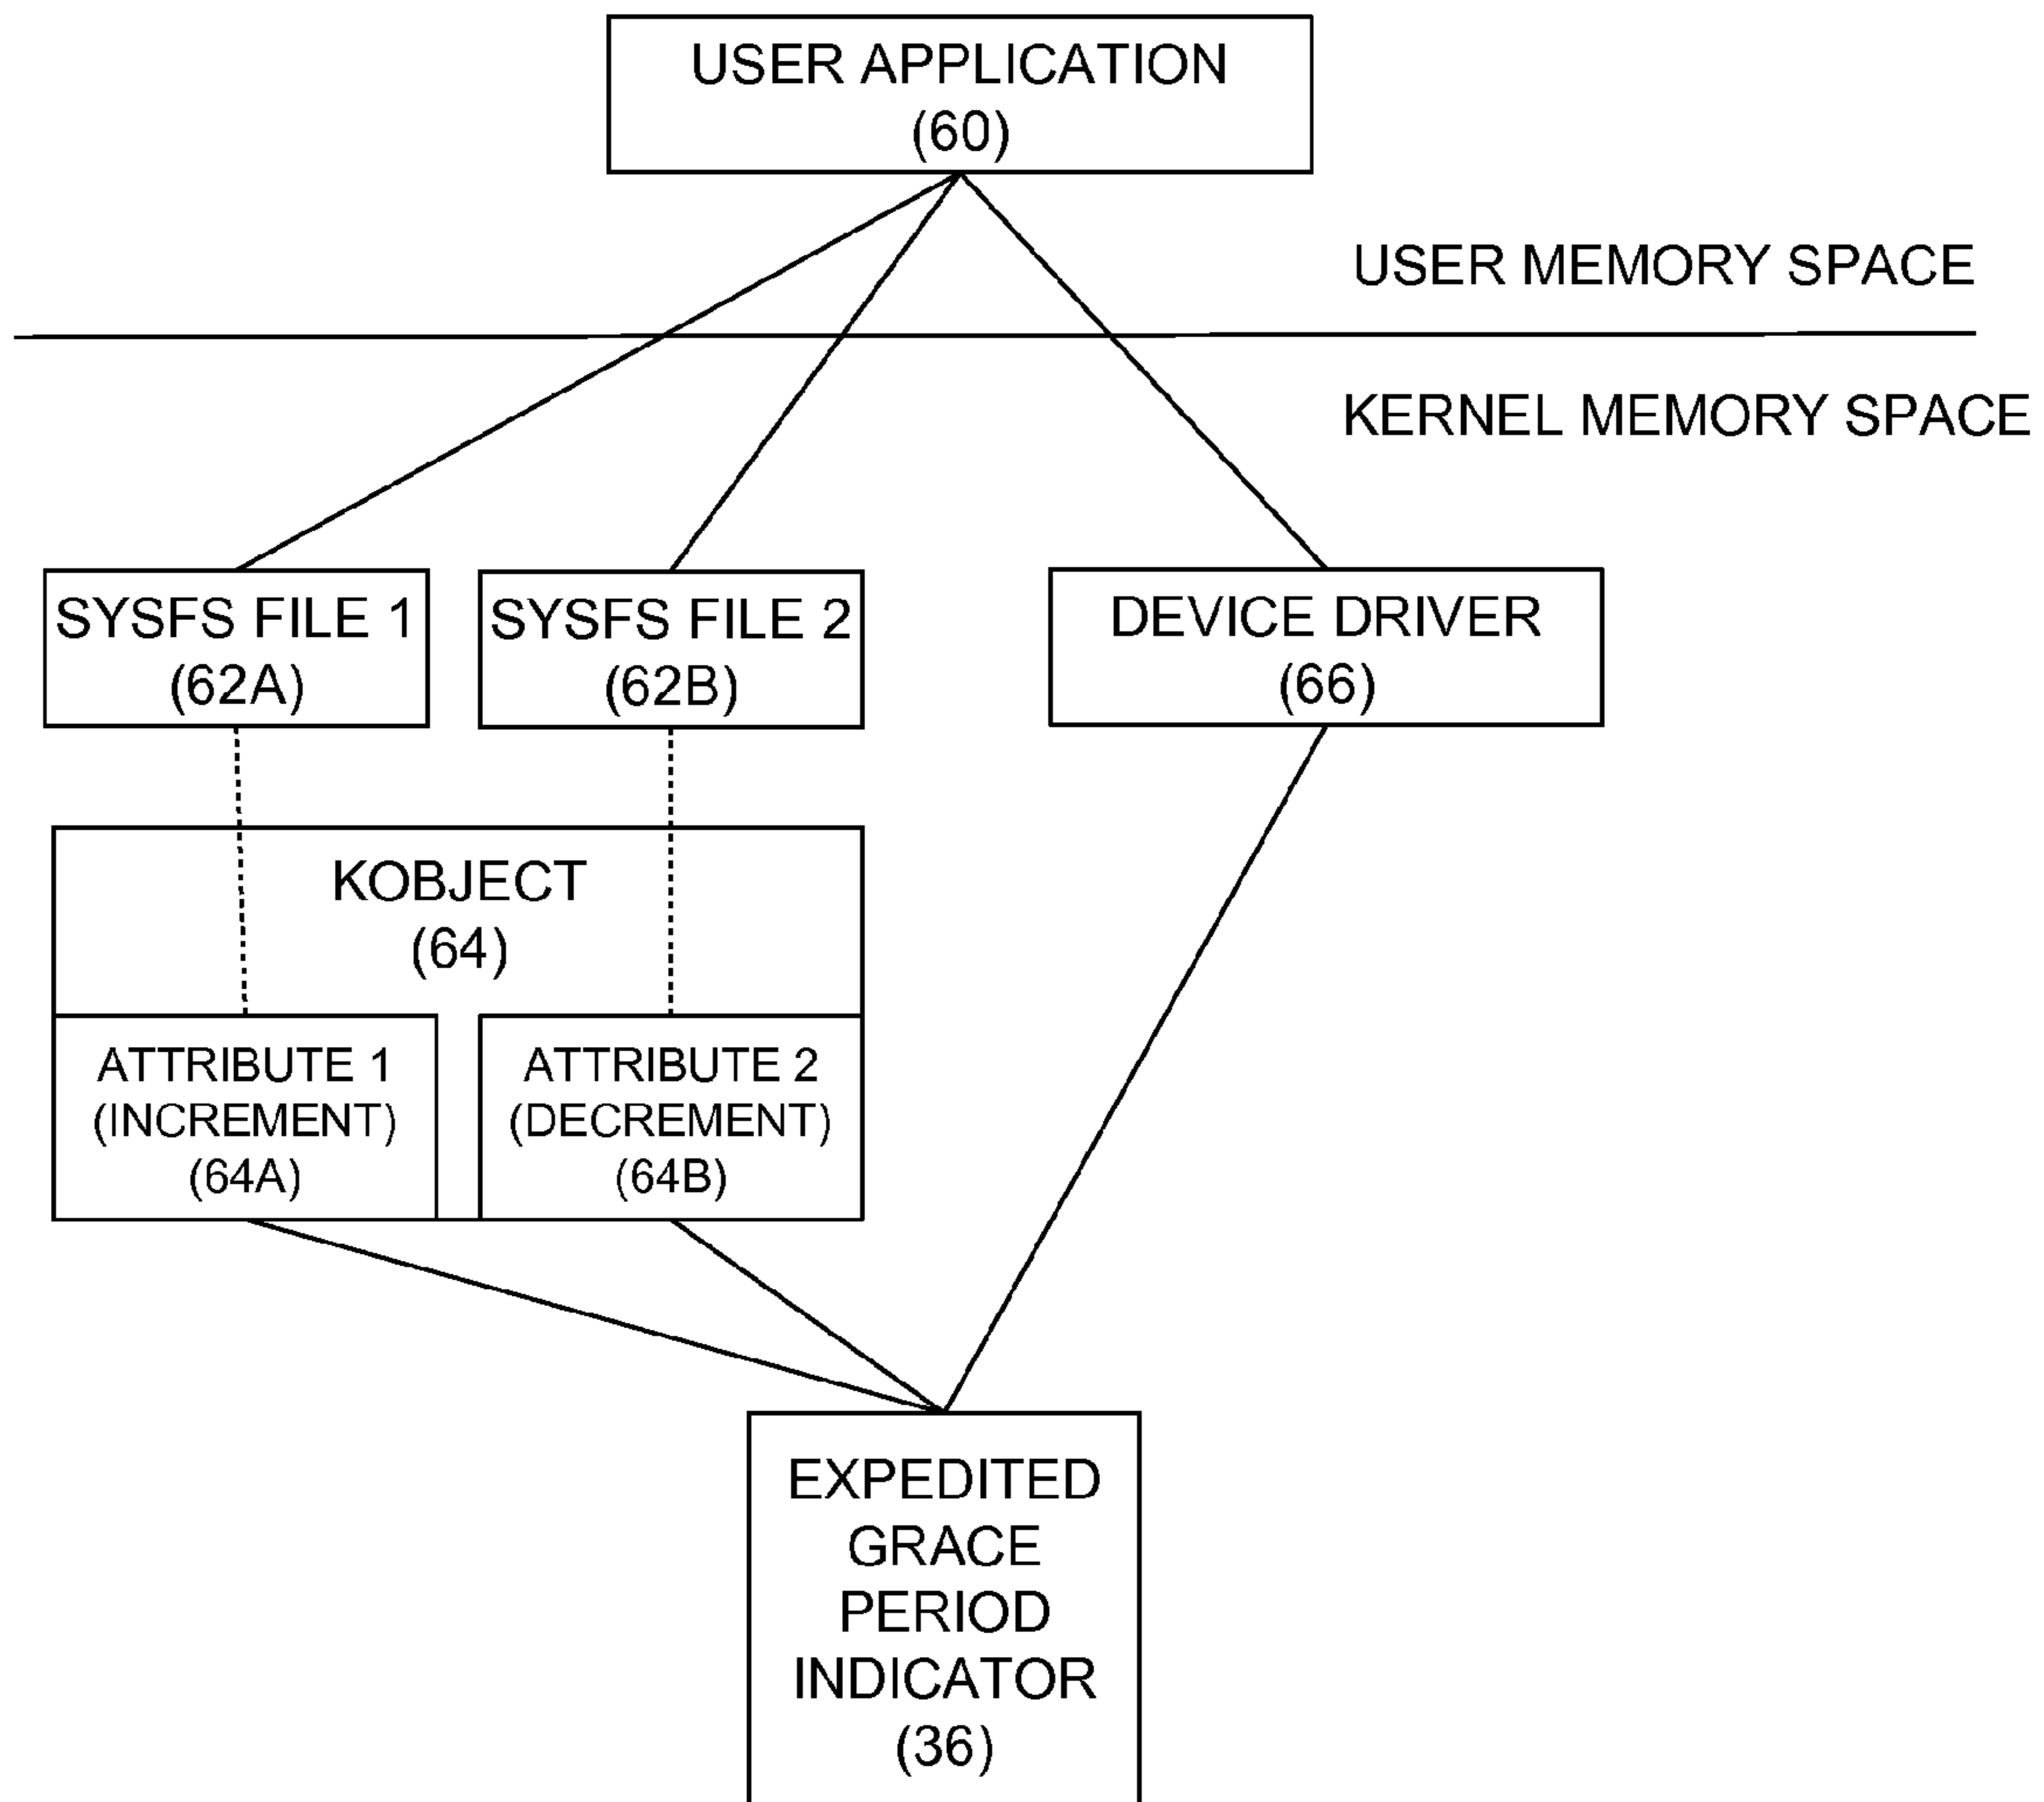 USER APPLICATION
(60)
USER MEMORY SPACE
KERNEL MEMORY SPACE
SYSFS FILE 1
(62A)
SYSFS FILE 2
(62B)
DEVICE DRIVER
(66)
KOBJECT
(64)
ATTRIBUTE 1
(INCREMENT)
(64A)
ATTRIBUTE 2
(DECREMENT)
(64B)
EXPEDITED
GRACE
PERIOD
INDICATOR
(36)